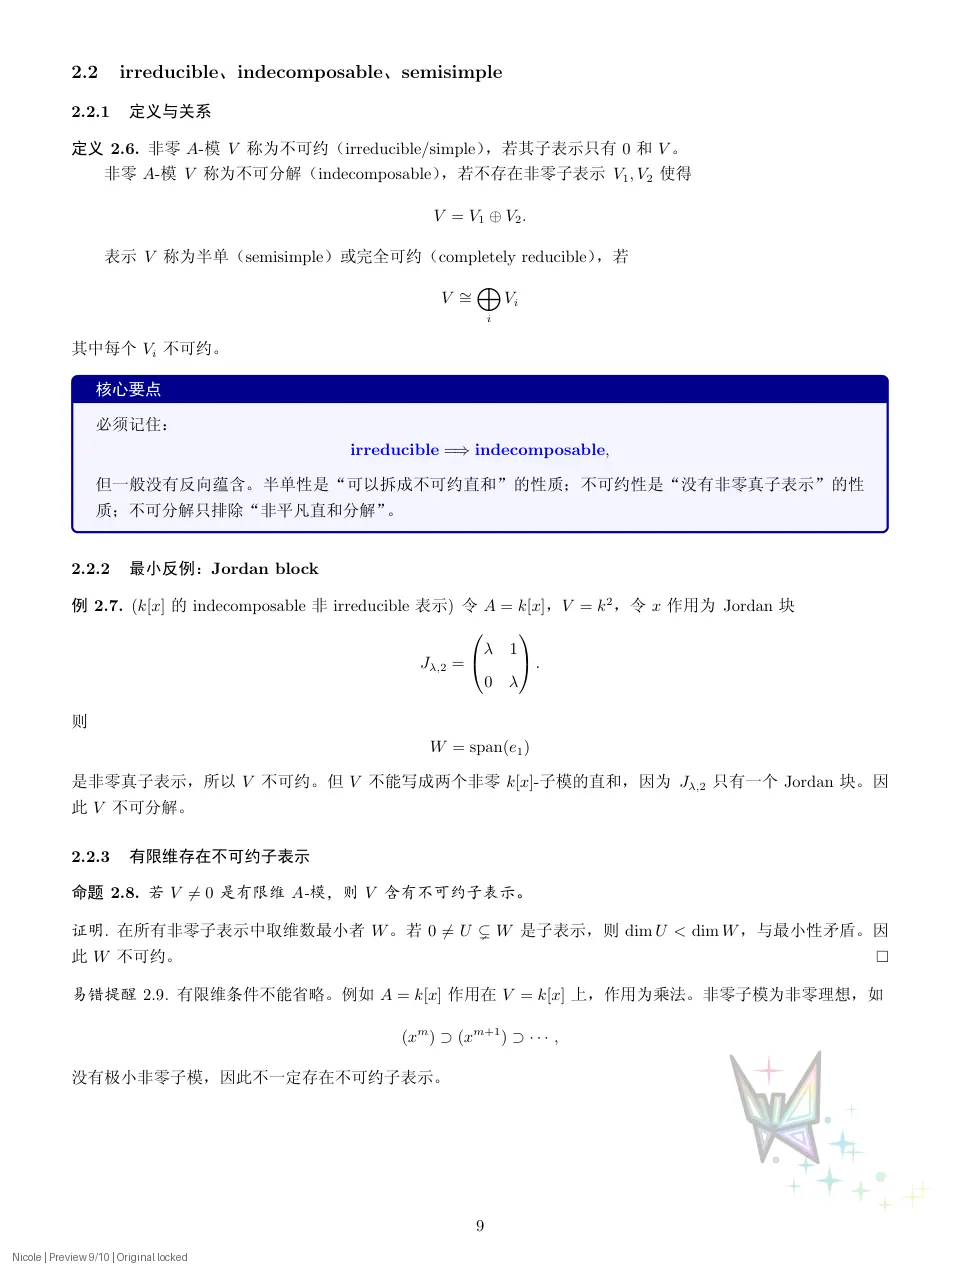 2.2 irreducible、indecomposable、semisimple
2.2.1 定义与关系
定义 2.6. 非零 A-模 V 称为不可约（irreducible/simple），若其子表示只有 0 和 V。
非零 A-模 V 称为不可分解（indecomposable），若不存在非零子表示 V₁, V₂ 使得
V = V₁ ⊕ V₂.
表示 V 称为半单（semisimple）或完全可约（completely reducible），若
V ≅ ⨁ Vᵢ
i
其中每个 Vᵢ 不可约。
核心要点
必须记住：
irreducible ⟹ indecomposable,
但一般没有反向蕴含。半单性是“可以拆成不可约直和”的性质；不可约性是“没有非零真子表示”的性
质；不可分解只排除“非平凡直和分解”。
2.2.2 最小反例：Jordan block
例 2.7. (k[x] 的 indecomposable 非 irreducible 表示) 令 A = k[x]，V = k²，令 x 作用为 Jordan 块
J_{λ,2} = ( λ 1
0 λ ) .
则
W = span(e₁)
是非零真子表示，所以 V 不可约。但 V 不能写成两个非零 k[x]-子模的直和，因为 J_{λ,2} 只有一个 Jordan 块。因
此 V 不可分解。
2.2.3 有限维存在不可约子表示
命题 2.8. 若 V ≠ 0 是有限维 A-模，则 V 含有不可约子表示。
证明. 在所有非零子表示中取维数最小者 W。若 0 ≠ U ⊊ W 是子表示，则 dim U < dim W，与最小性矛盾。因
此 W 不可约。 □
易错提醒 2.9. 有限维条件不能省略。例如 A = k[x] 作用在 V = k[x] 上，作用为乘法。非零子模为非零理想，如
(xᵐ) ⊃ (xᵐ⁺¹) ⊃ ⋯ ,
没有极小非零子模，因此不一定存在不可约子表示。
9
Nicole | Preview 9/10 | Original locked